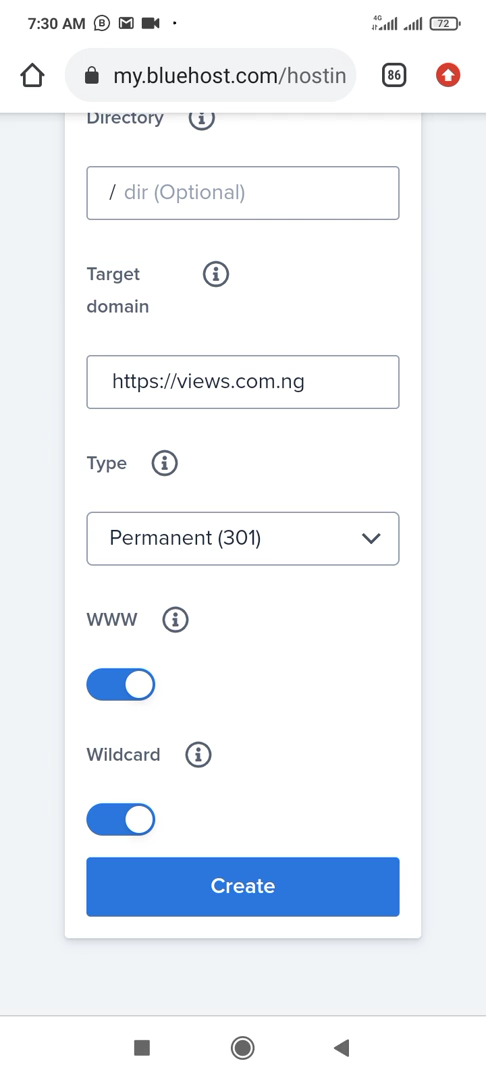 7:30 AM
4G
72
my.bluehost.com/hostin
86
Directory
/ dir (Optional)
Target
domain
https://views.com.ng
Type
Permanent (301)
WWW
Wildcard
Create